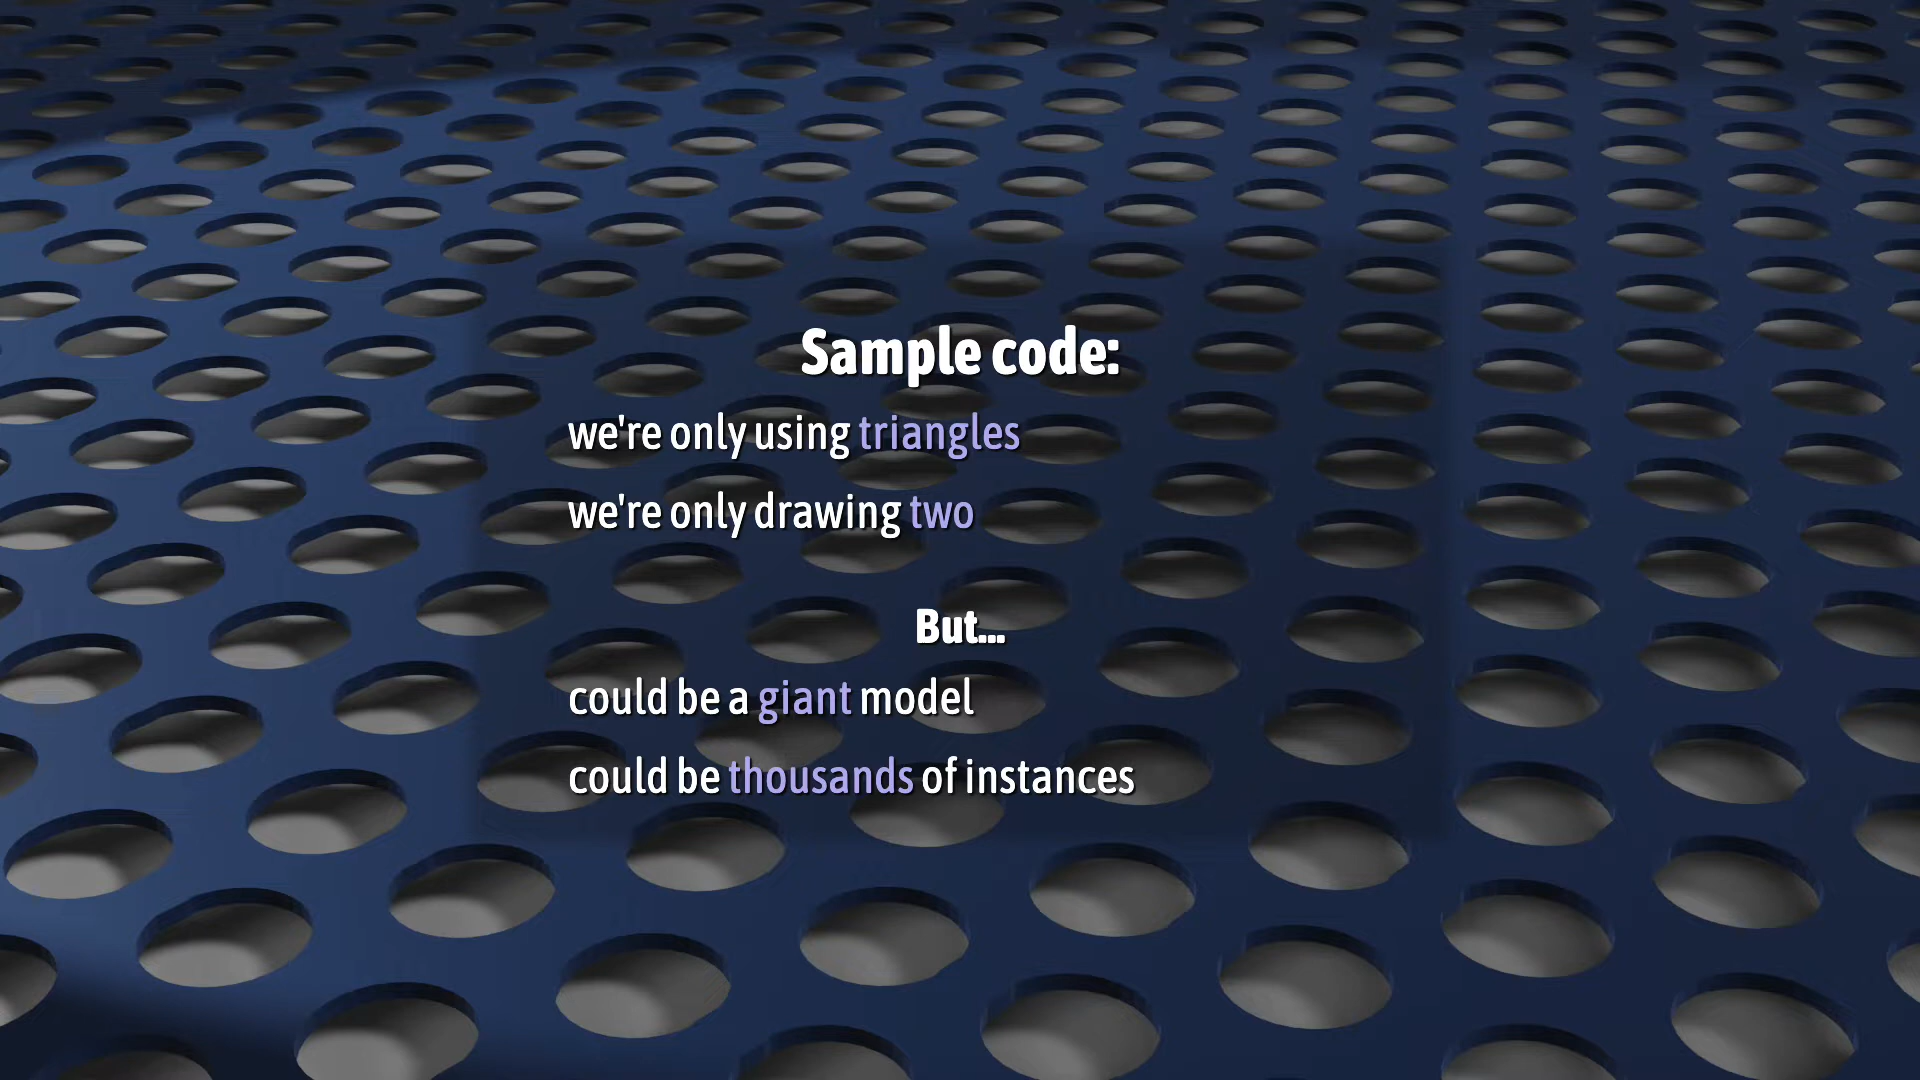 Sample code:
we're only using triangles
we're only drawing two
But...
could be a giant model
could be thousands of instances